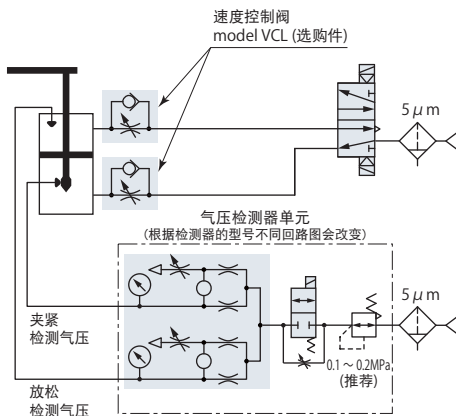 速度控制阀
model VCL (选购件)
5μm
气压检测器单元
(根据检测器的型号不同回路图会改变)
5μm
夹紧
检测气压
0.1～0.2MPa
(推荐)
放松
检测气压